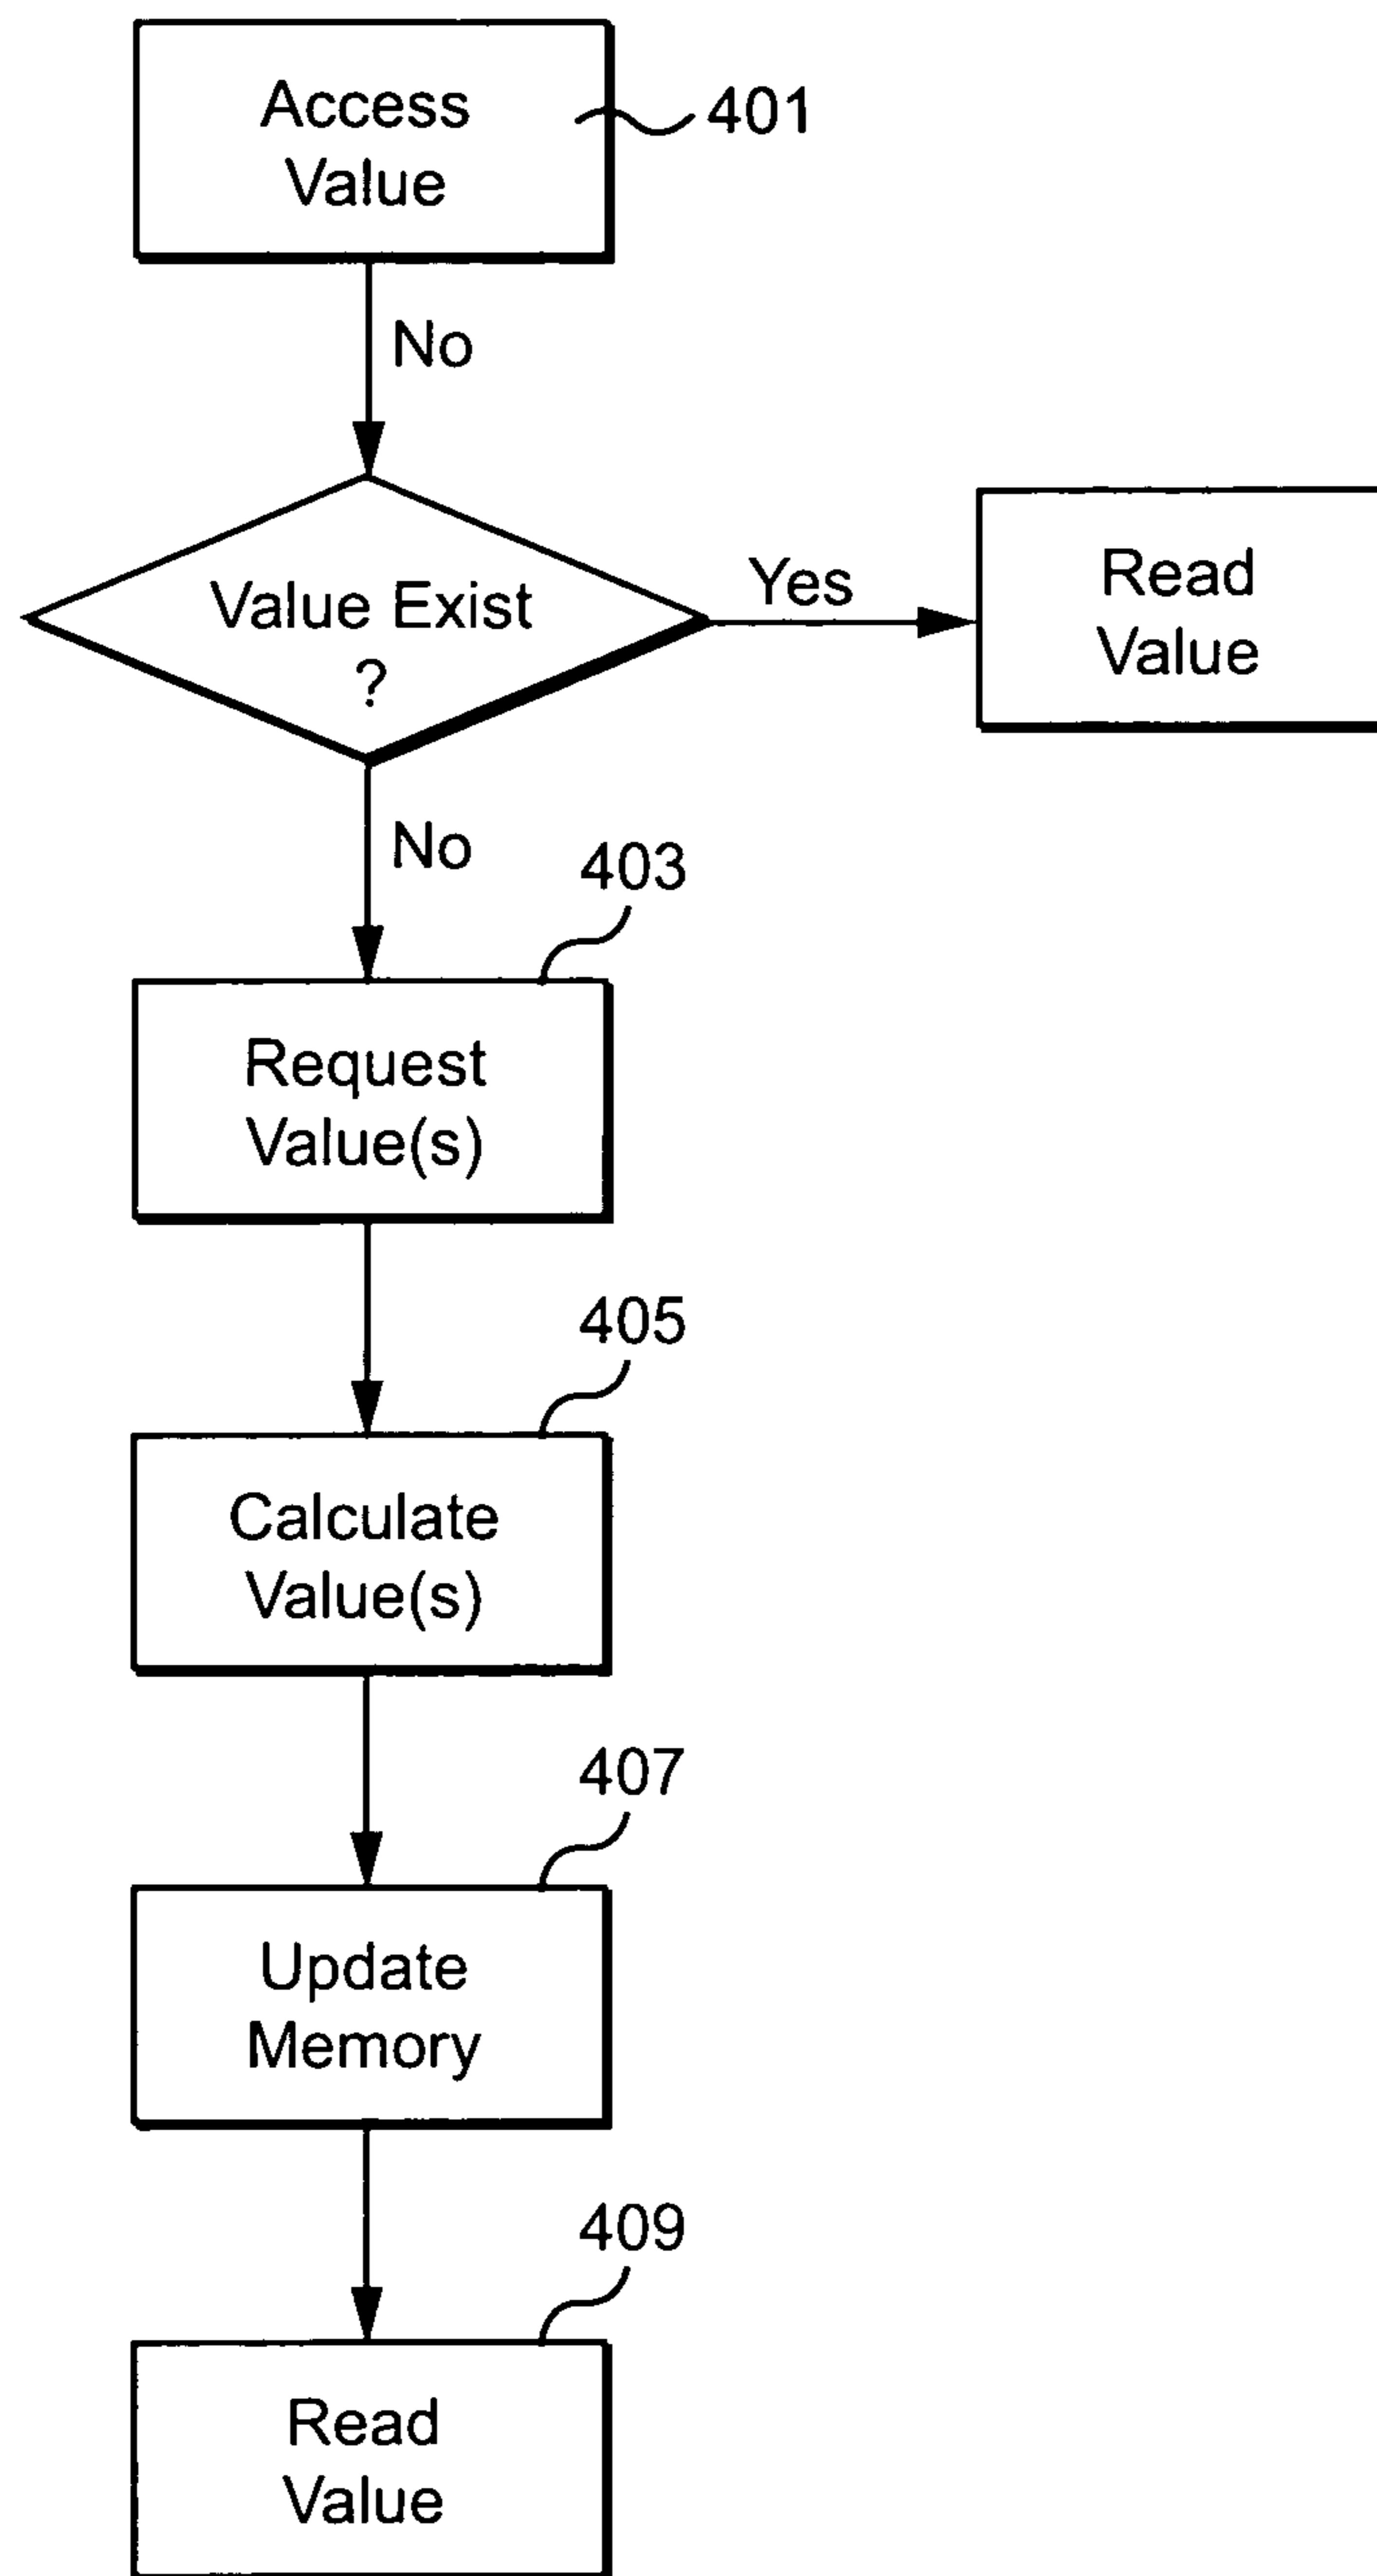 Access
Value
401
No
Value Exist
?
Yes
Read
Value
No
403
Request
Value(s)
405
Calculate
Value(s)
407
Update
Memory
409
Read
Value